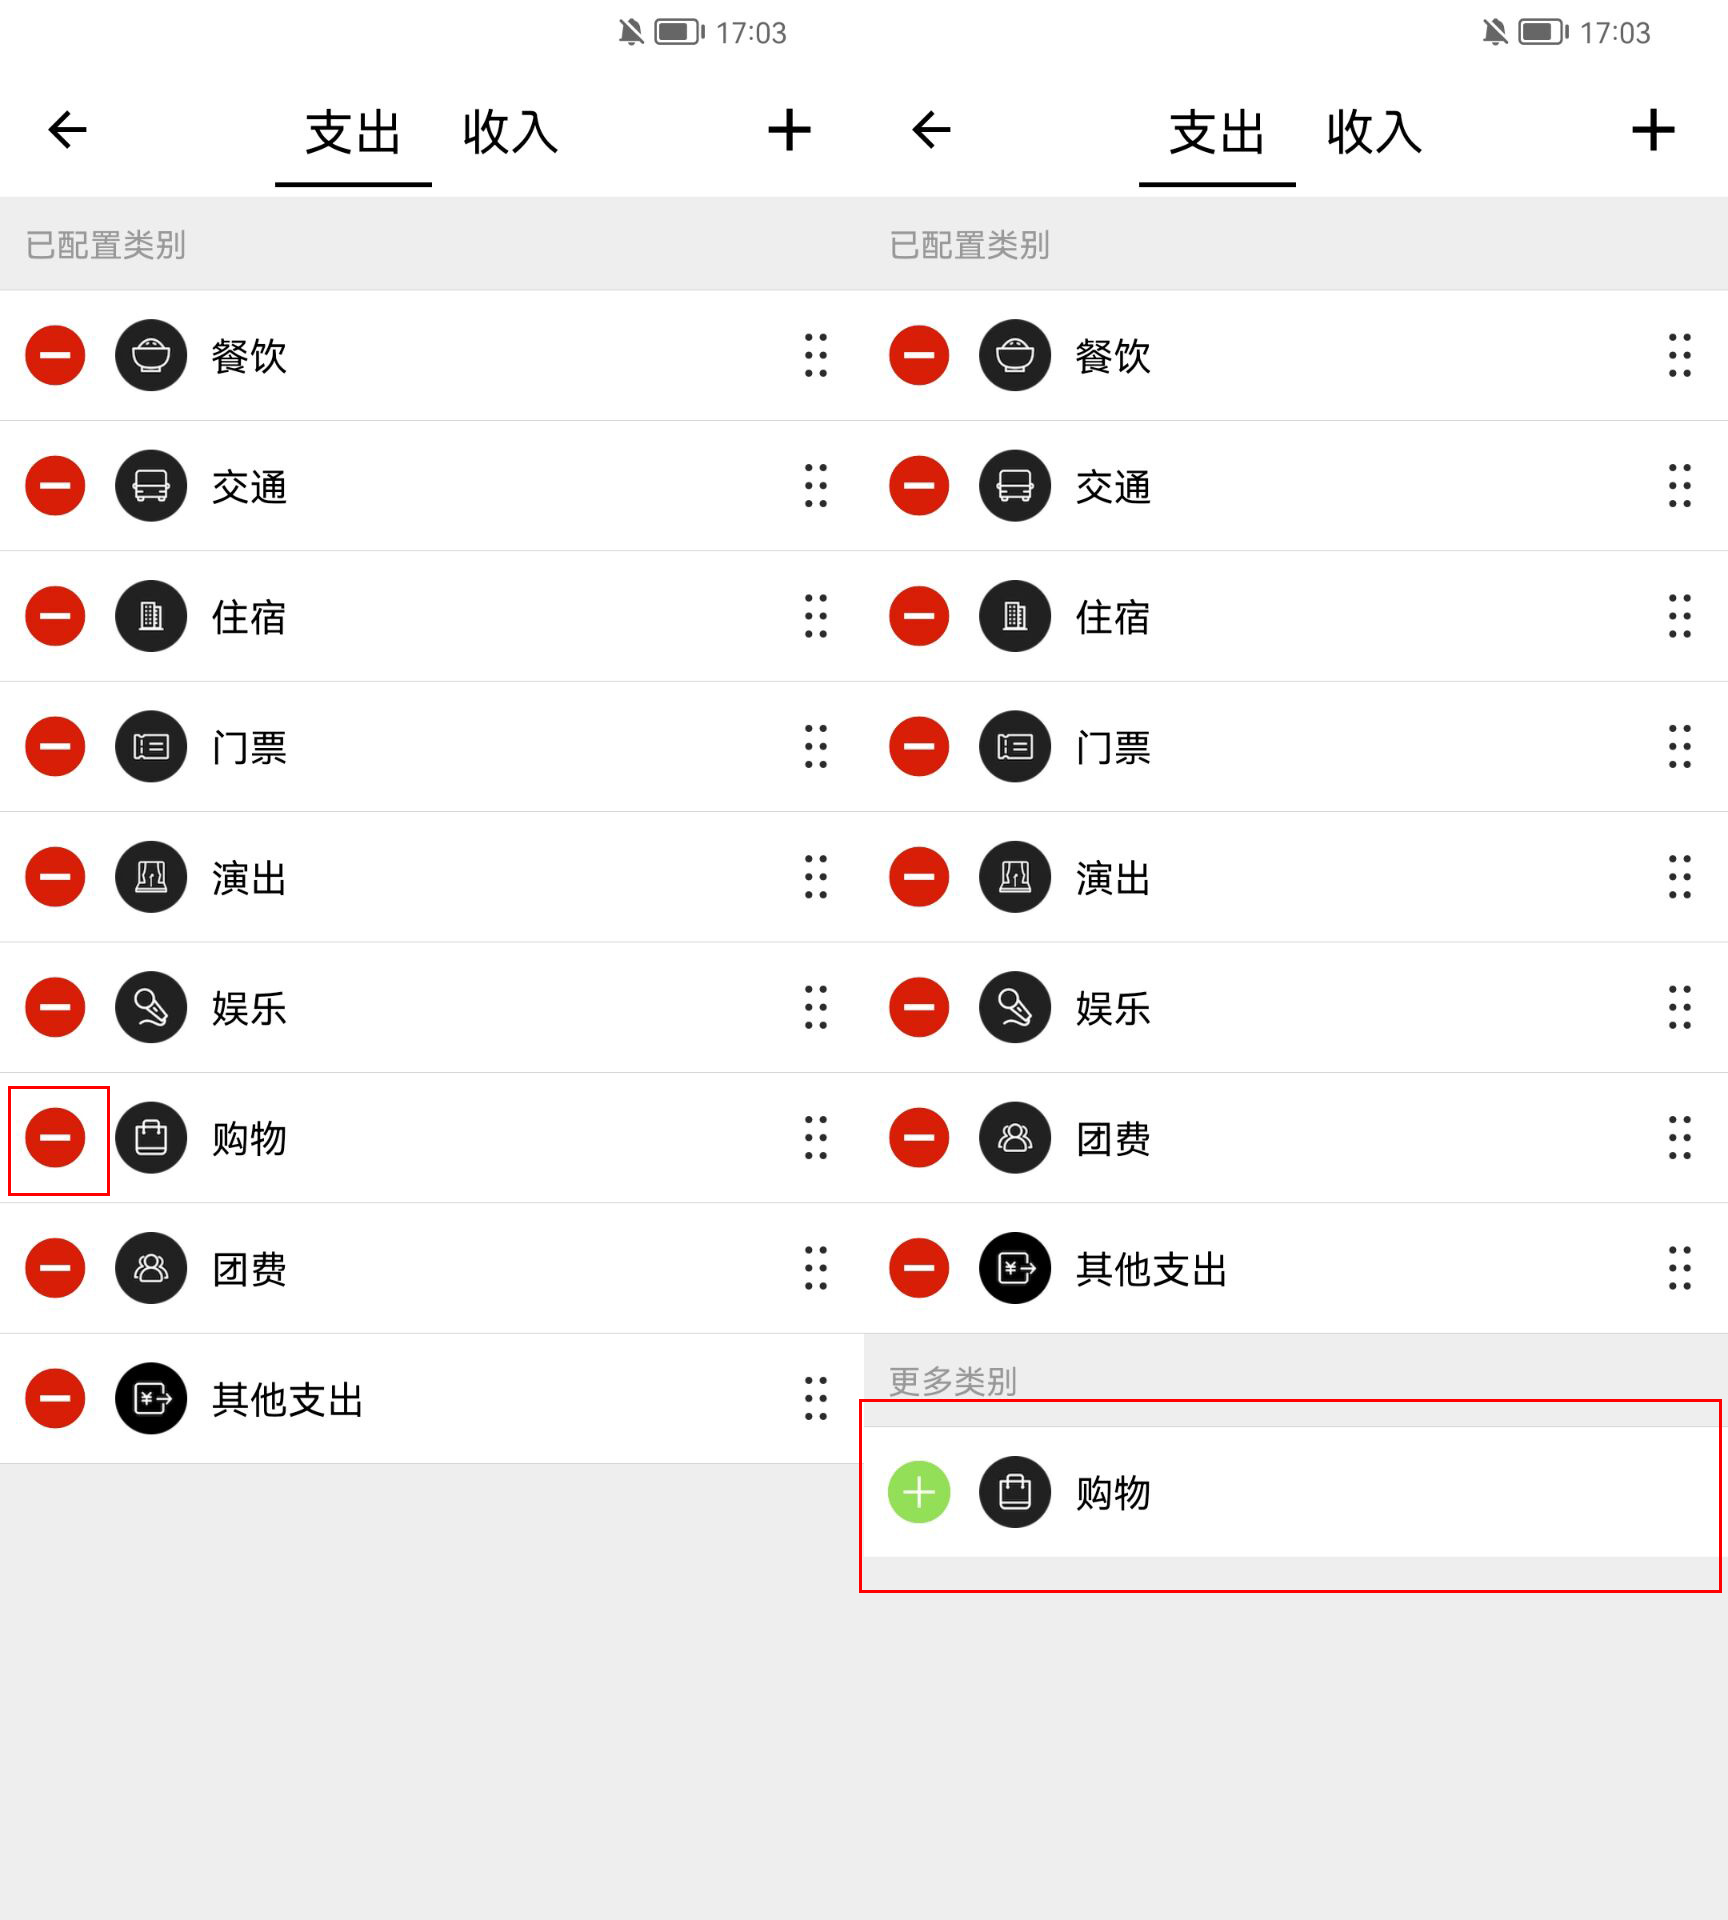 17:03
支出 收入
已配置类别
餐饮
交通
住宿
门票
演出
娱乐
购物
团费
其他支出
17:03
支出 收入
已配置类别
餐饮
交通
住宿
门票
演出
娱乐
团费
其他支出
更多类别
购物